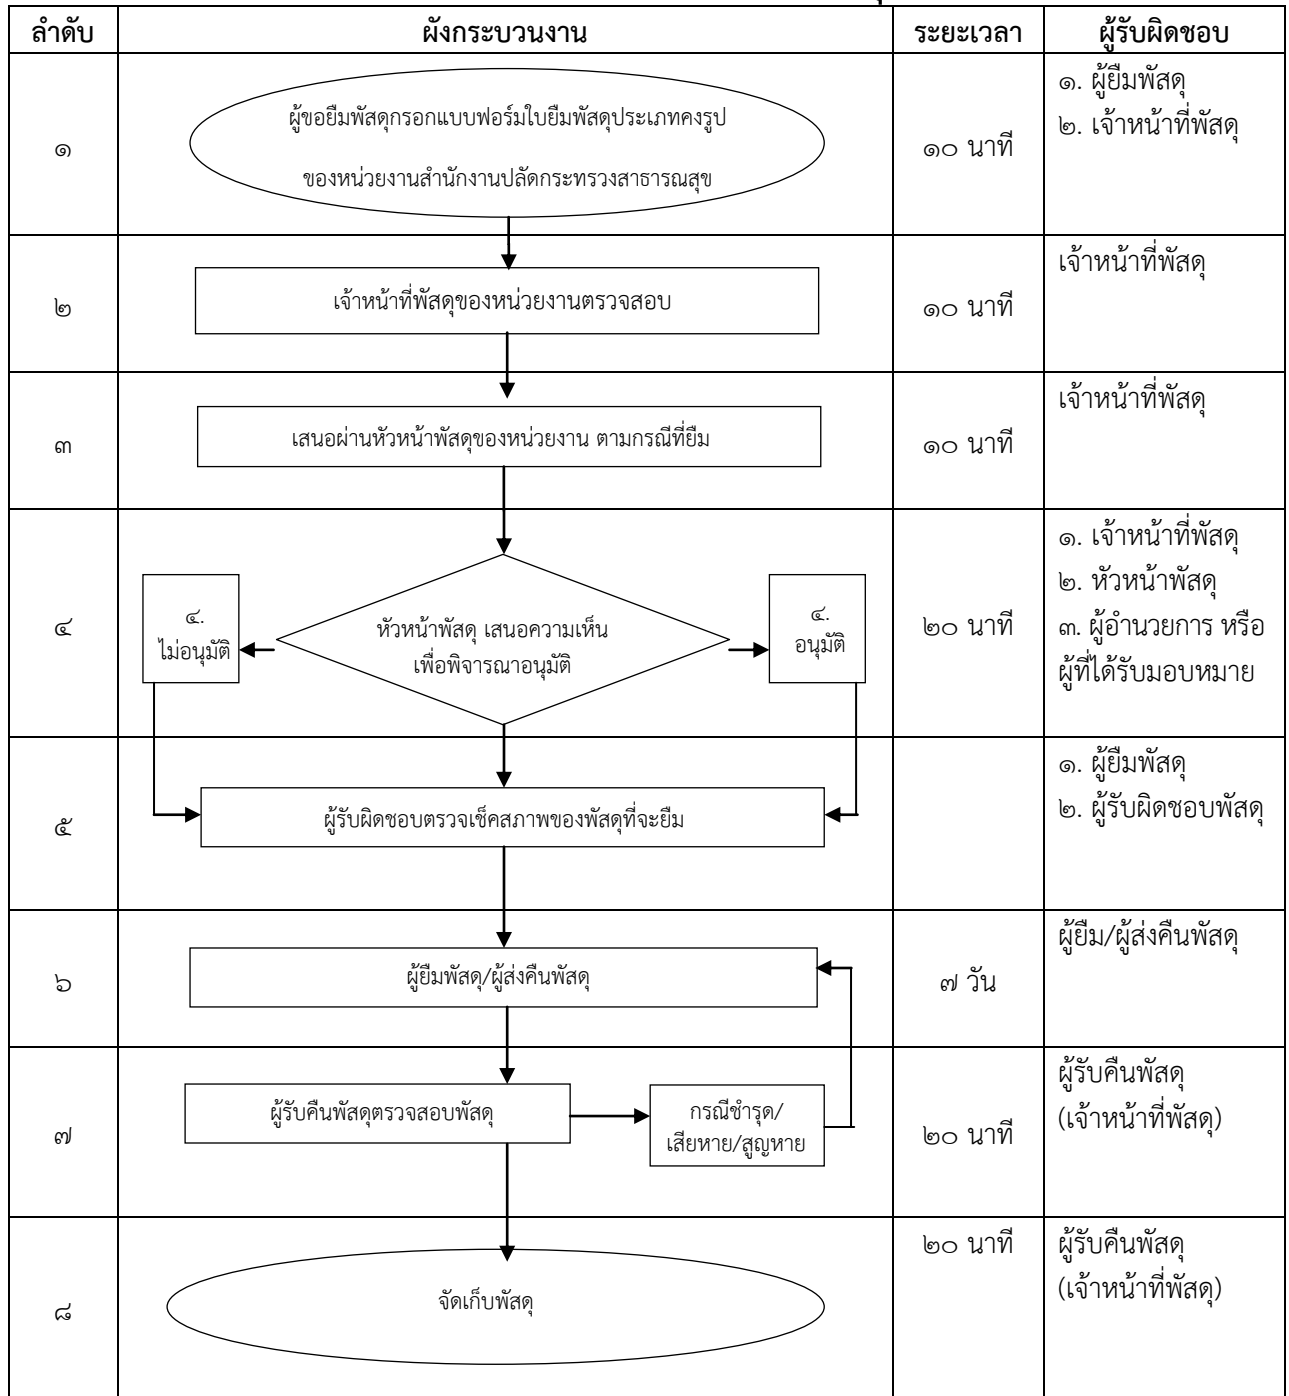 ลำดับ ผังกระบวนงาน ระยะเวลา ผู้รับผิดชอบ
๑
ผู้ขอยืมพัสดุกรอกแบบฟอร์มใบยืมพัสดุประเภทคงรูป
ของหน่วยงานสำนักงานปลัดกระทรวงสาธารณสุข
๑๐ นาที
๑. ผู้ยืมพัสดุ
๒. เจ้าหน้าที่พัสดุ
๒
เจ้าหน้าที่พัสดุของหน่วยงานตรวจสอบ
๑๐ นาที
เจ้าหน้าที่พัสดุ
๓
เสนอผ่านหัวหน้าพัสดุของหน่วยงาน ตามกรณีที่ยืม
๑๐ นาที
เจ้าหน้าที่พัสดุ
๔
๔.
ไม่อนุมัติ
หัวหน้าพัสดุ เสนอความเห็น
เพื่อพิจารณาอนุมัติ
๔.
อนุมัติ
๒๐ นาที
๑. เจ้าหน้าที่พัสดุ
๒. หัวหน้าพัสดุ
๓. ผู้อำนวยการ หรือ
ผู้ที่ได้รับมอบหมาย
๕
ผู้รับผิดชอบตรวจเช็คสภาพของพัสดุที่จะยืม
๑. ผู้ยืมพัสดุ
๒. ผู้รับผิดชอบพัสดุ
๖
ผู้ยืมพัสดุ/ผู้ส่งคืนพัสดุ
๗ วัน
ผู้ยืม/ผู้ส่งคืนพัสดุ
๗
ผู้รับคืนพัสดุตรวจสอบพัสดุ
กรณีชำรุด/
เสียหาย/สูญหาย
๒๐ นาที
ผู้รับคืนพัสดุ
(เจ้าหน้าที่พัสดุ)
๘
จัดเก็บพัสดุ
๒๐ นาที
ผู้รับคืนพัสดุ
(เจ้าหน้าที่พัสดุ)